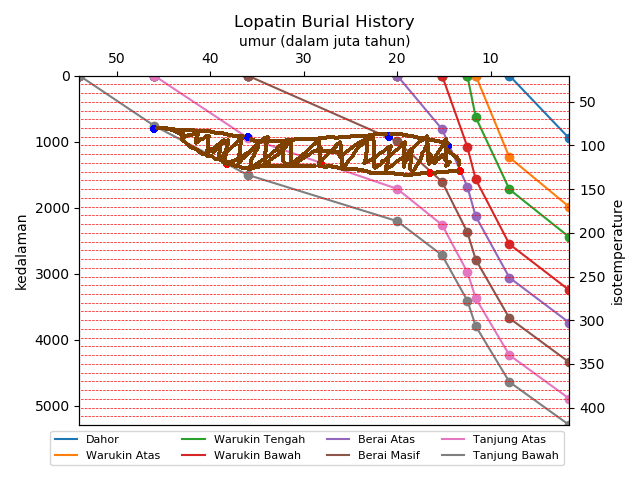 Lopatin Burial History
umur (dalam juta tahun)
50 40 30 20 10
0
1000
2000
3000
4000
5000
kedalaman
50
100
150
200
250
300
350
400
isotemperature
Dahor Warukin Tengah Berai Atas Tanjung Atas
Warukin Atas Warukin Bawah Berai Masif Tanjung Bawah